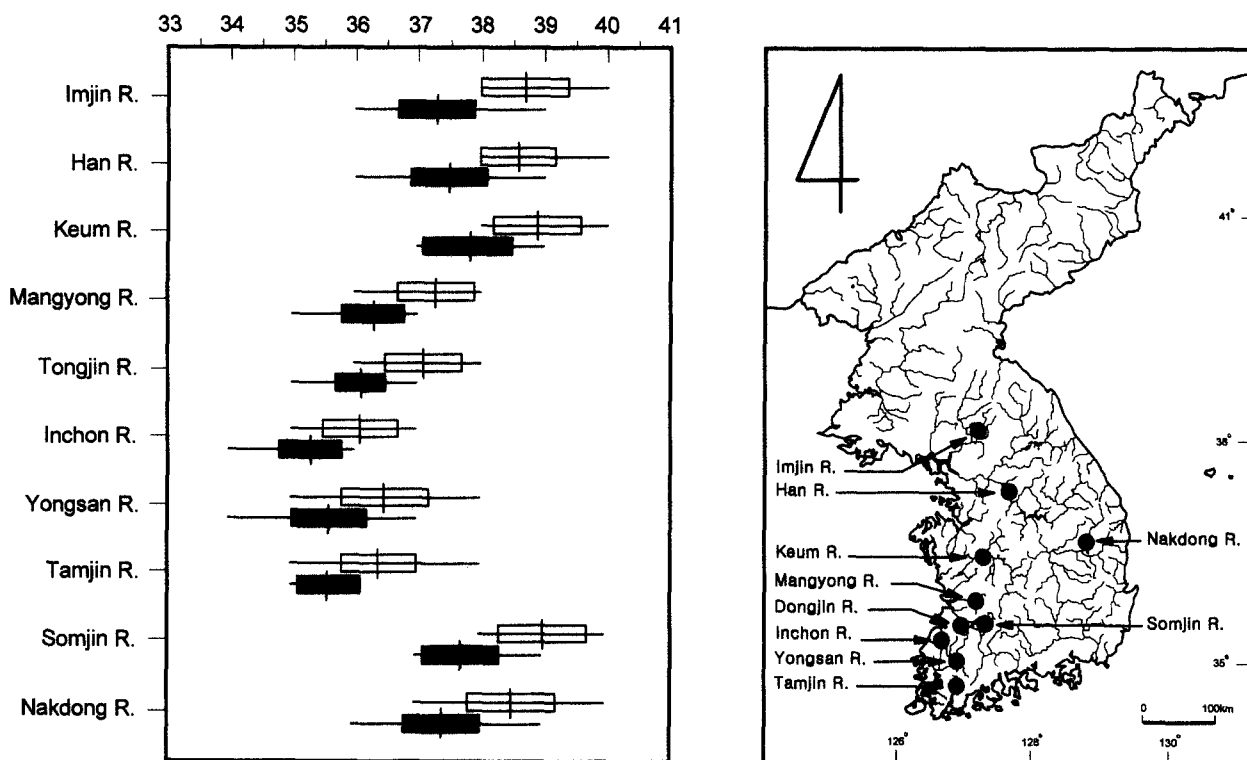 33 34 35 36 37 38 39 40 41
Imjin R.
Han R.
Keum R.
Mangyong R.
Tongjin R.
Inchon R.
Yongsan R.
Tamjin R.
Somjin R.
Nakdong R.
4
41°
38°
35°
Imjin R.
Han R.
Keum R.
Mangyong R.
Dongjin R.
Inchon R.
Yongsan R.
Tamjin R.
Nakdong R.
Somjin R.
0 100km
126° 128° 130°